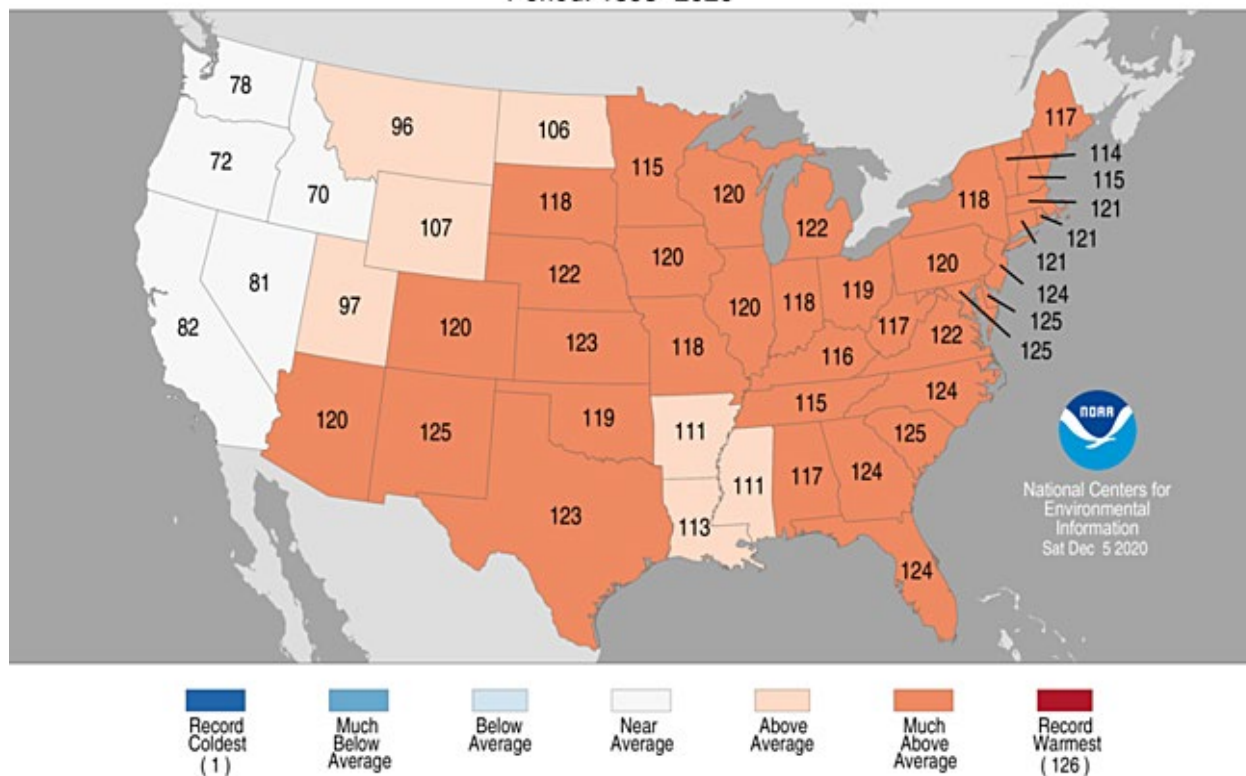 78
96
106
117
72
115
114
70
120
115
118
118
121
107
122
121
122
120
120
121
81
97
124
120
118
119
125
82
120
123
118
117
122
125
116
120
125
119
115
124
111
125
123
111
117
124
113
124
NOAA
National Centers for
Environmental
Information
Sat Dec 5 2020
Record
Coldest
(1)
Much
Below
Average
Below
Average
Near
Average
Above
Average
Much
Above
Average
Record
Warmest
(126)